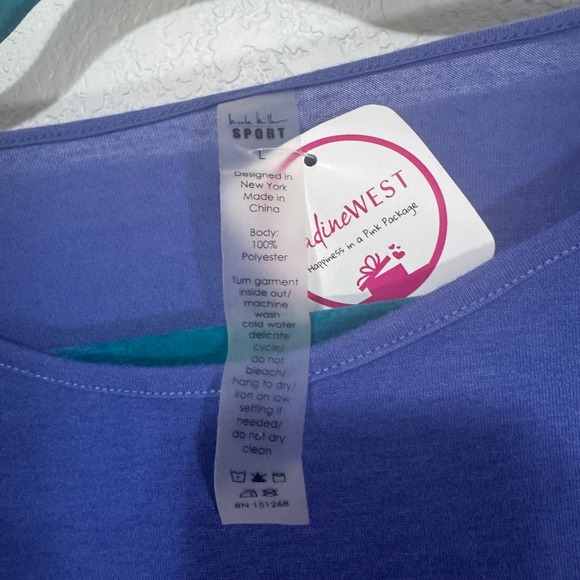 SPORT
L
Designed in
New York
Made in
China
Body:
100%
Polyester
Turn garment
inside out/
machine
wash
cold water
delicate
cycle/
do not
bleach/
hang to dry/
iron on low
setting if
needed/
do not dry
clean
RN 151268
adineWEST
Happiness in a Pink Package